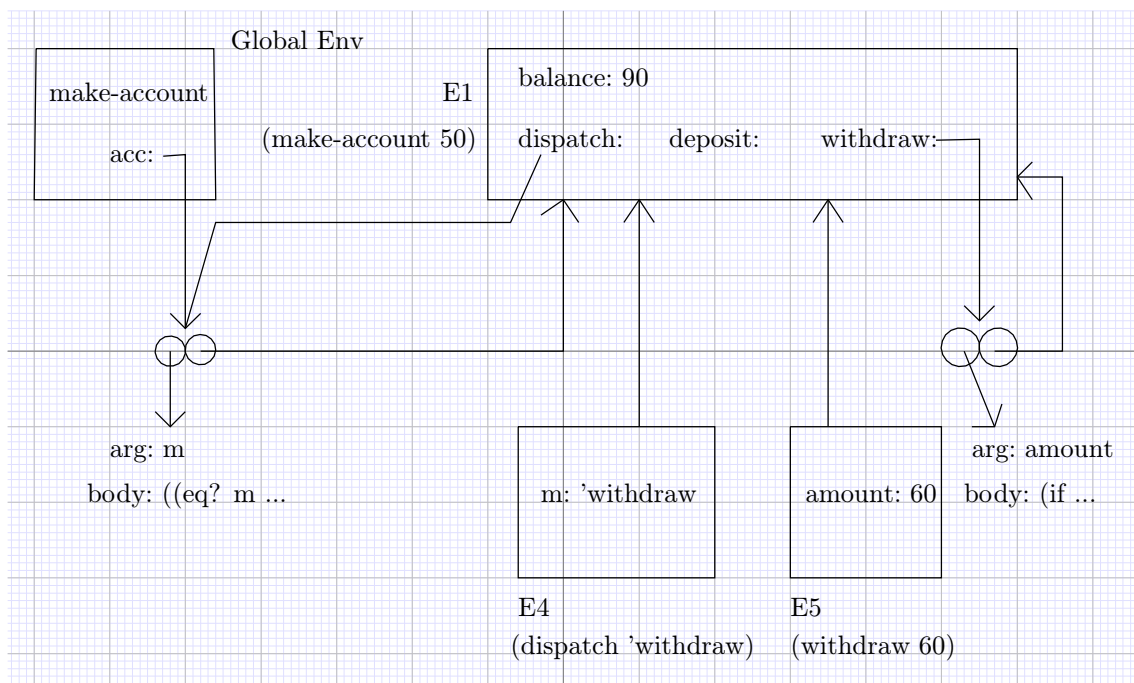 Global Env
make-account
acc:
E1
(make-account 50)
balance: 90
dispatch: deposit: withdraw:
arg: m
body: ((eq? m ...
m: 'withdraw
amount: 60
arg: amount
body: (if ...
E4
(dispatch 'withdraw)
E5
(withdraw 60)